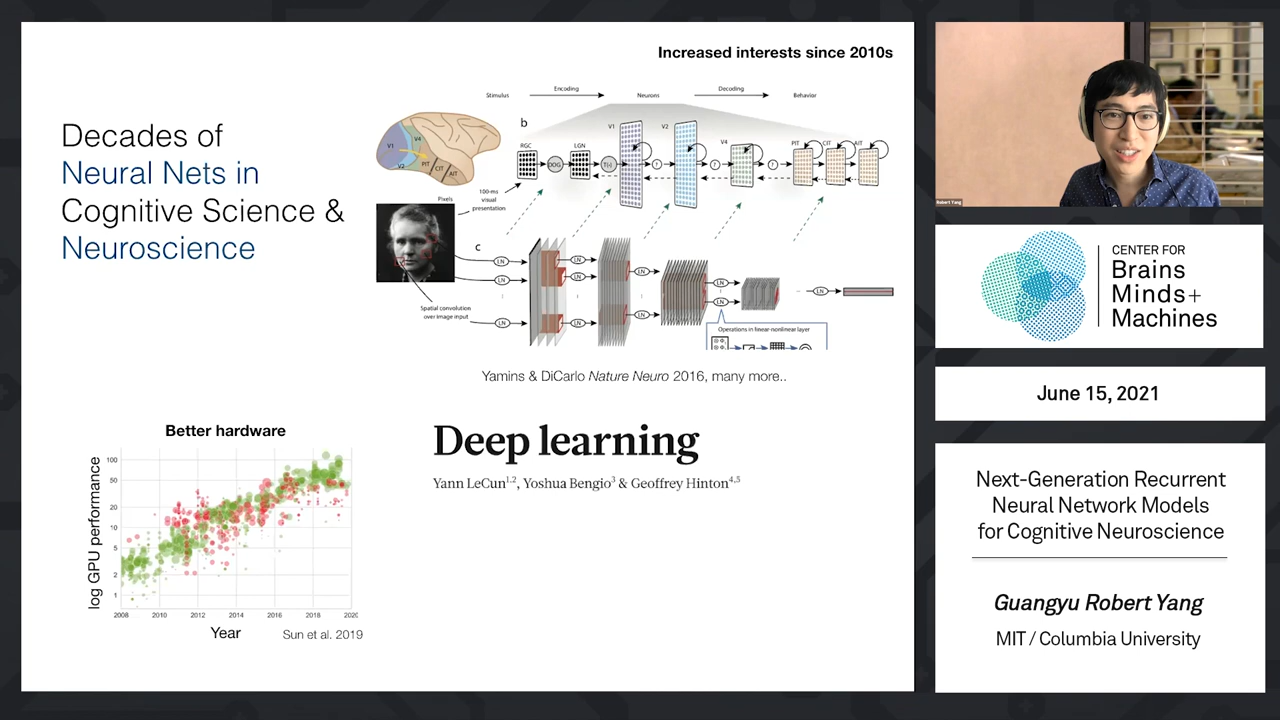 Increased interests since 2010s
Decades of
Neural Nets in
Cognitive Science &
Neuroscience
Stimulus
Encoding
Neurons
Decoding
Behavior
b
RGC
DOG
LGN
T(•)
V1
V2
?
V4
?
PIT
CIT
AIT
V1
V2
V4
PIT
CIT
AIT
Pixels
100-ms
visual
presentation
c
LN
LN
LN
LN
LN
LN
LN
LN
LN
LN
...
LN
Spatial convolution
over image input
Operations in linear-nonlinear layer
Yamins & DiCarlo Nature Neuro 2016, many more..
Better hardware
log GPU performance
100
50
20
10
5
2
1
2008
2010
2012
2014
2016
2018
2020
Year
Sun et al. 2019
Deep learning
Yann LeCun1,2, Yoshua Bengio3 & Geoffrey Hinton4,5
Robert Yang
CENTER FOR
Brains
Minds+
Machines
June 15, 2021
Next-Generation Recurrent
Neural Network Models
for Cognitive Neuroscience
Guangyu Robert Yang
MIT / Columbia University